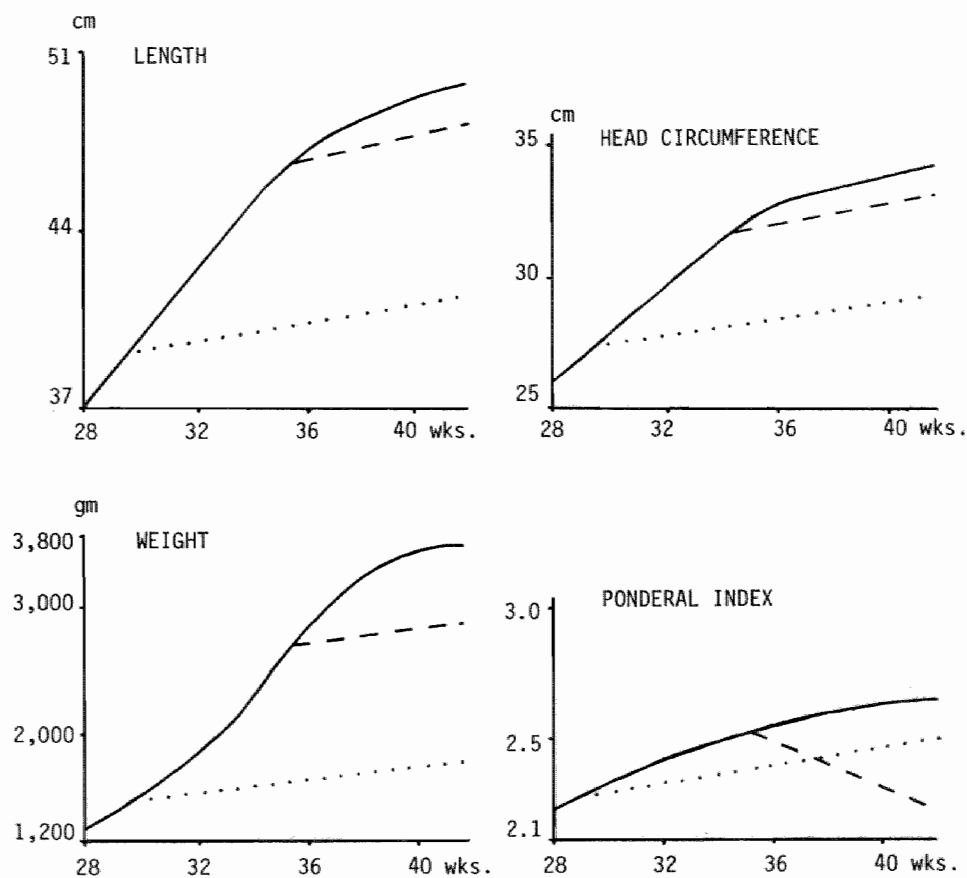 cm
51
LENGTH
44
37
28
32
36
40 wks.
cm
35
HEAD CIRCUMFERENCE
30
25
28
32
36
40 wks.
gm
3,800
WEIGHT
3,000
2,000
1,200
28
32
36
40 wks.
3.0
PONDERAL INDEX
2.5
2.1
28
32
36
40 wks.